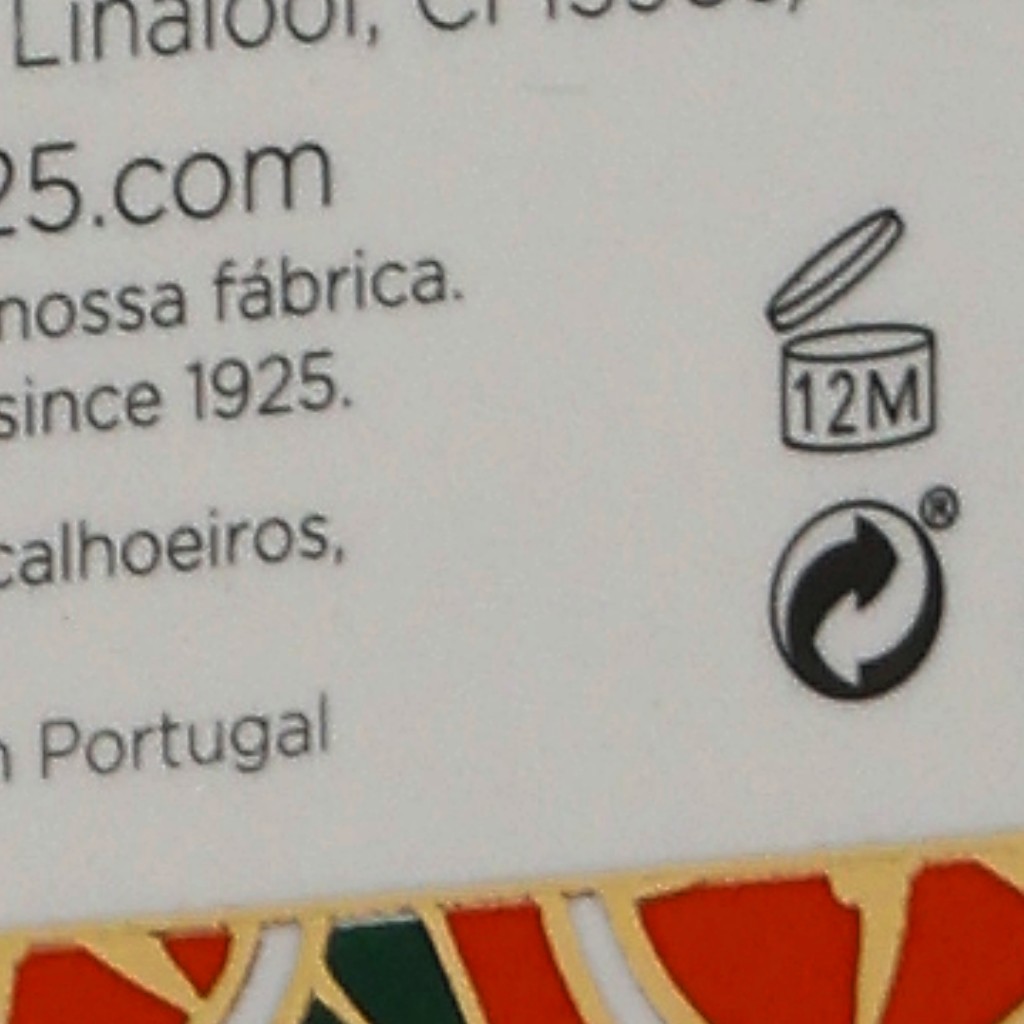 Linalool,
25.com
nossa fábrica.
since 1925.
12M
®
calhoeiros,
Portugal